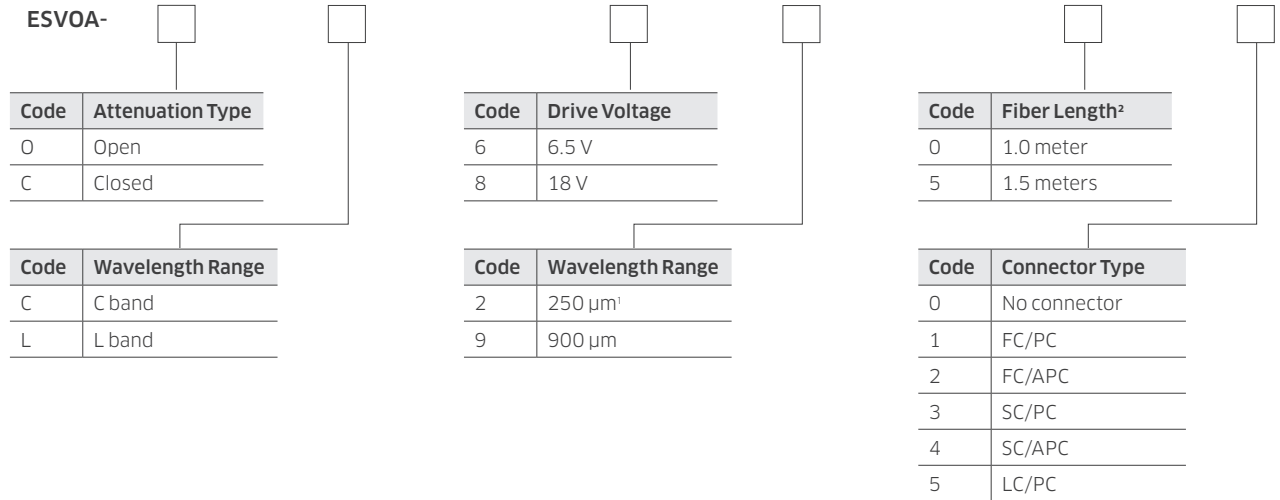 ESVOA-
Code Attenuation Type
O Open
C Closed
Code Wavelength Range
C C band
L L band
Code Drive Voltage
6 6.5 V
8 18 V
Code Wavelength Range
2 250 µm¹
9 900 µm
Code Fiber Length²
0 1.0 meter
5 1.5 meters
Code Connector Type
0 No connector
1 FC/PC
2 FC/APC
3 SC/PC
4 SC/APC
5 LC/PC